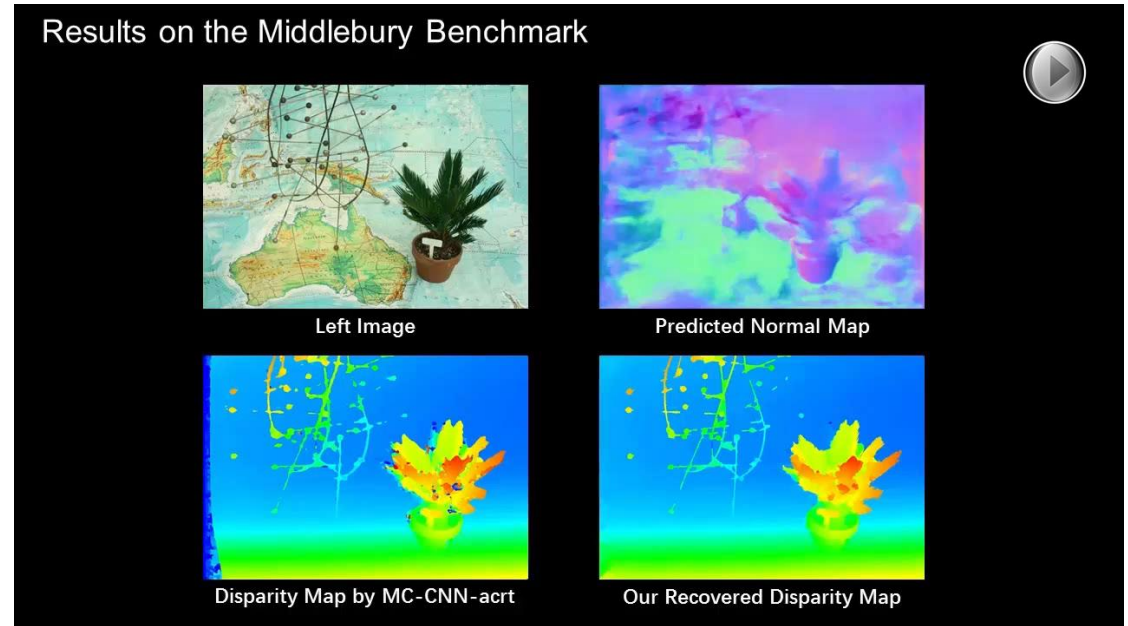 Results on the Middlebury Benchmark
Left Image
Predicted Normal Map
Disparity Map by MC-CNN-acrt
Our Recovered Disparity Map